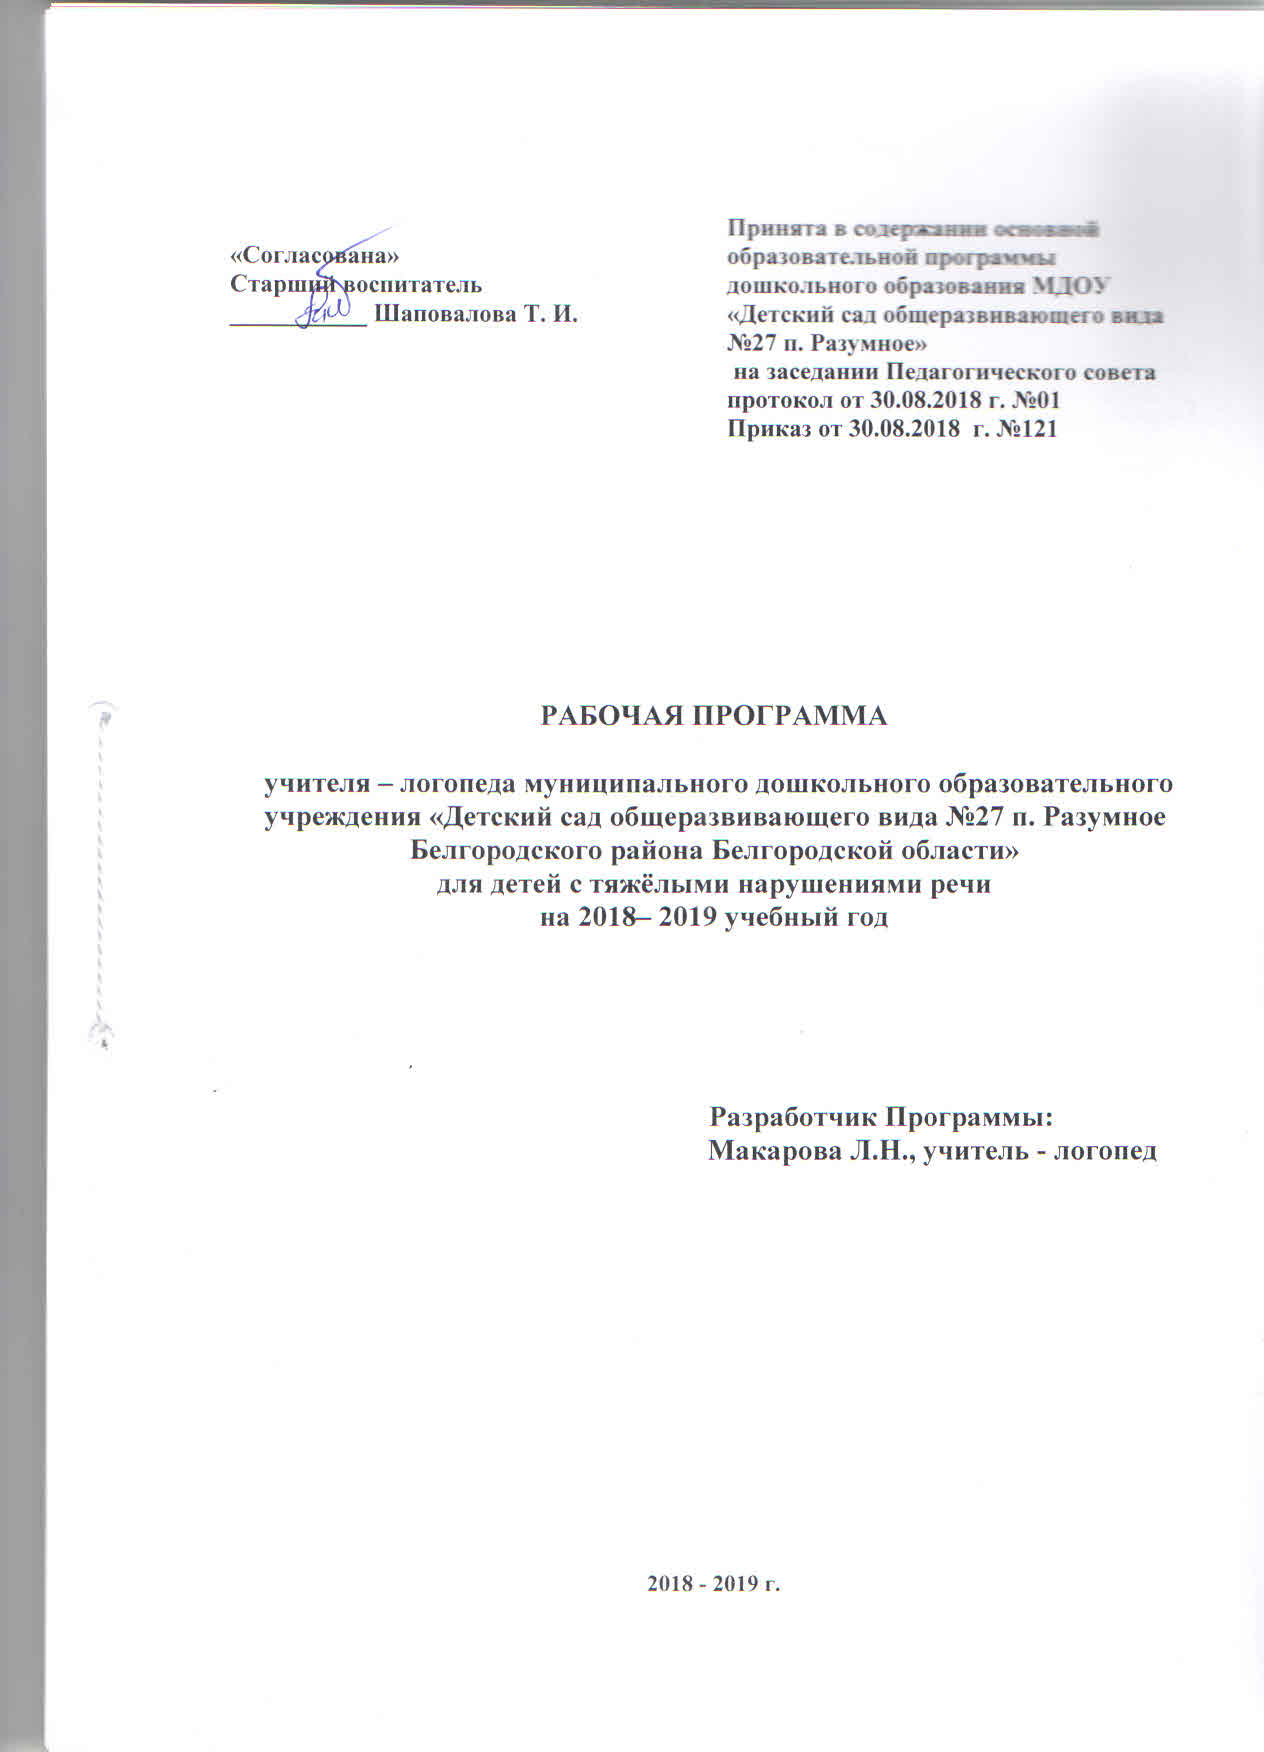 «Согласована»
Старший воспитатель
___________ Шаповалова Т. И.
Принята в содержании основной
образовательной программы
дошкольного образования МДОУ
«Детский сад общеразвивающего вида
№27 п. Разумное»
на заседании Педагогического совета
протокол от 30.08.2018 г. №01
Приказ от 30.08.2018 г. №121
РАБОЧАЯ ПРОГРАММА
учителя – логопеда муниципального дошкольного образовательного
учреждения «Детский сад общеразвивающего вида №27 п. Разумное
Белгородского района Белгородской области»
для детей с тяжёлыми нарушениями речи
на 2018– 2019 учебный год
Разработчик Программы:
Макарова Л.Н., учитель - логопед
2018 - 2019 г.